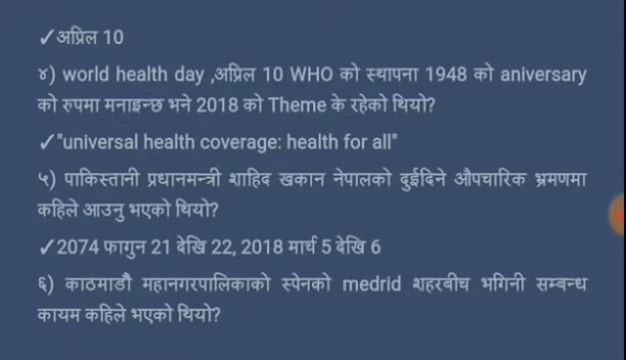 ✓अप्रिल 10
४) world health day ,अप्रिल 10 WHO को स्थापना 1948 को aniversary
को रुपमा मनाइन्छ भने 2018 को Theme के रहेको थियो?
✓"universal health coverage: health for all"
५) पाकिस्तानी प्रधानमन्त्री शाहिद खकान नेपालको दुईदिने औपचारिक भ्रमणमा
कहिले आउनु भएको थियो?
✓2074 फागुन 21 देखि 22, 2018 मार्च 5 देखि 6
६) काठमाडौ महानगरपालिकाको स्पेनको medrid शहरबीच भगिनी सम्बन्ध
कायम कहिले भएको थियो?